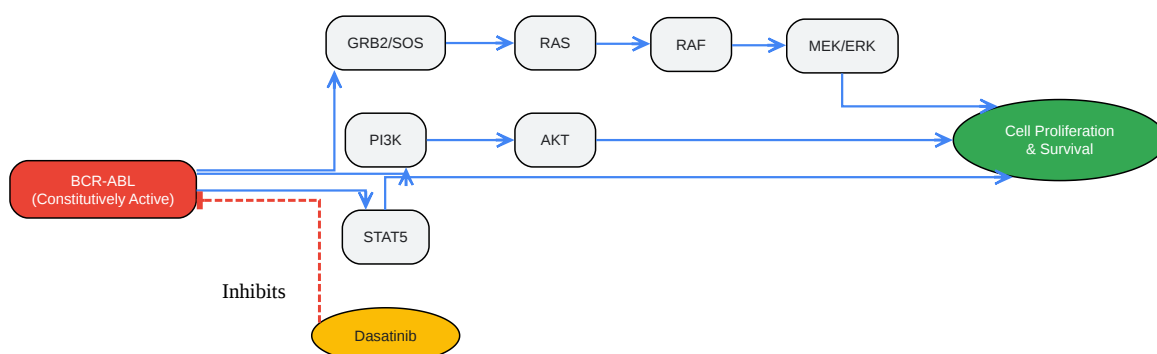 GRB2/SOS
RAS
RAF
MEK/ERK
PI3K
AKT
Cell Proliferation
& Survival
BCR-ABL
(Constitutively Active)
STAT5
Inhibits
Dasatinib